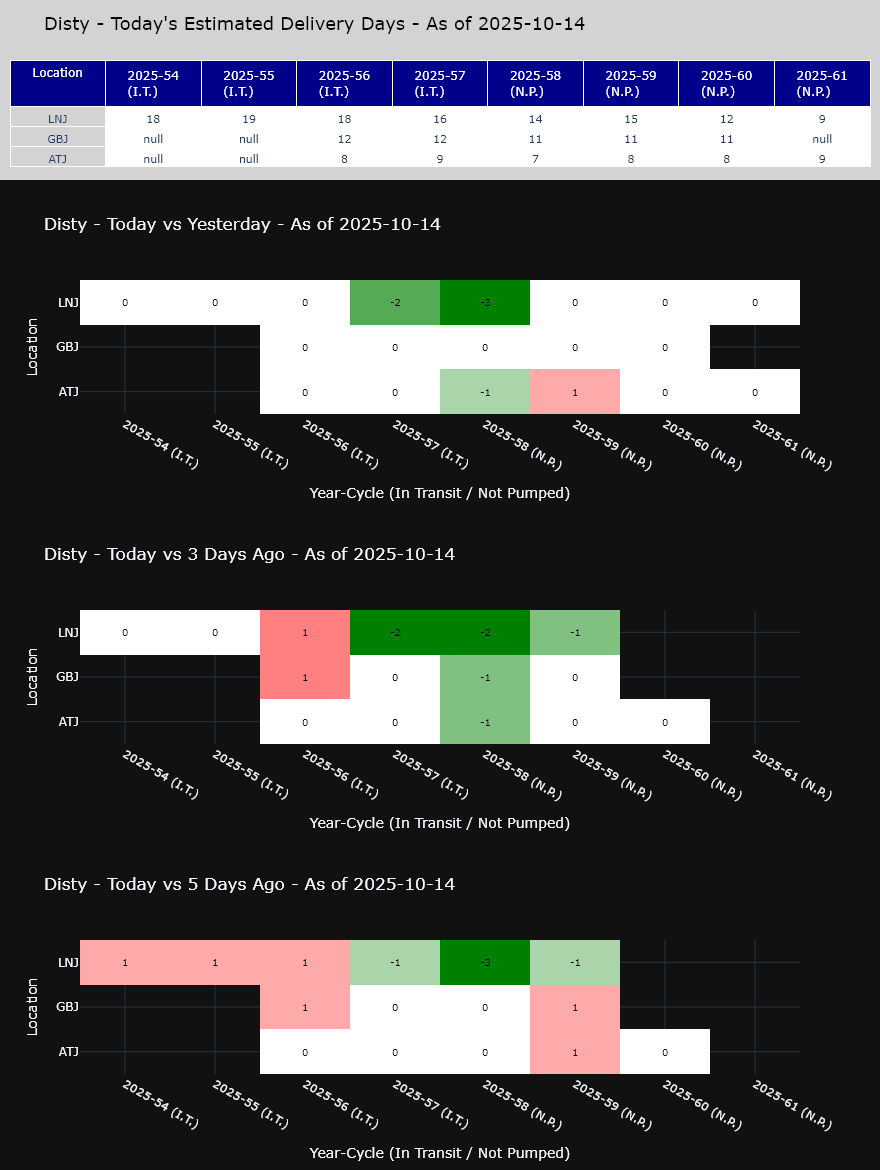 Disty - Today's Estimated Delivery Days - As of 2025-10-14
Location 2025-54 (I.T.) 2025-55 (I.T.) 2025-56 (I.T.) 2025-57 (I.T.) 2025-58 (N.P.) 2025-59 (N.P.) 2025-60 (N.P.) 2025-61 (N.P.)
LNJ 18 19 18 16 14 15 12 9
GBJ null null 12 12 11 11 11 null
ATJ null null 8 9 7 8 8 9
Disty - Today vs Yesterday - As of 2025-10-14
Location
LNJ 0 0 0 -2 -3 0 0 0
GBJ 0 0 0 0 0
ATJ 0 0 -1 1 0 0
2025-54 (I.T.) 2025-55 (I.T.) 2025-56 (I.T.) 2025-57 (I.T.) 2025-58 (N.P.) 2025-59 (N.P.) 2025-60 (N.P.) 2025-61 (N.P.)
Year-Cycle (In Transit / Not Pumped)
Disty - Today vs 3 Days Ago - As of 2025-10-14
Location
LNJ 0 0 1 -2 -2 -1
GBJ 1 0 -1 0
ATJ 0 0 -1 0 0
2025-54 (I.T.) 2025-55 (I.T.) 2025-56 (I.T.) 2025-57 (I.T.) 2025-58 (N.P.) 2025-59 (N.P.) 2025-60 (N.P.) 2025-61 (N.P.)
Year-Cycle (In Transit / Not Pumped)
Disty - Today vs 5 Days Ago - As of 2025-10-14
Location
LNJ 1 1 1 -1 -3 -1
GBJ 1 0 0 1
ATJ 0 0 0 1 0
2025-54 (I.T.) 2025-55 (I.T.) 2025-56 (I.T.) 2025-57 (I.T.) 2025-58 (N.P.) 2025-59 (N.P.) 2025-60 (N.P.) 2025-61 (N.P.)
Year-Cycle (In Transit / Not Pumped)